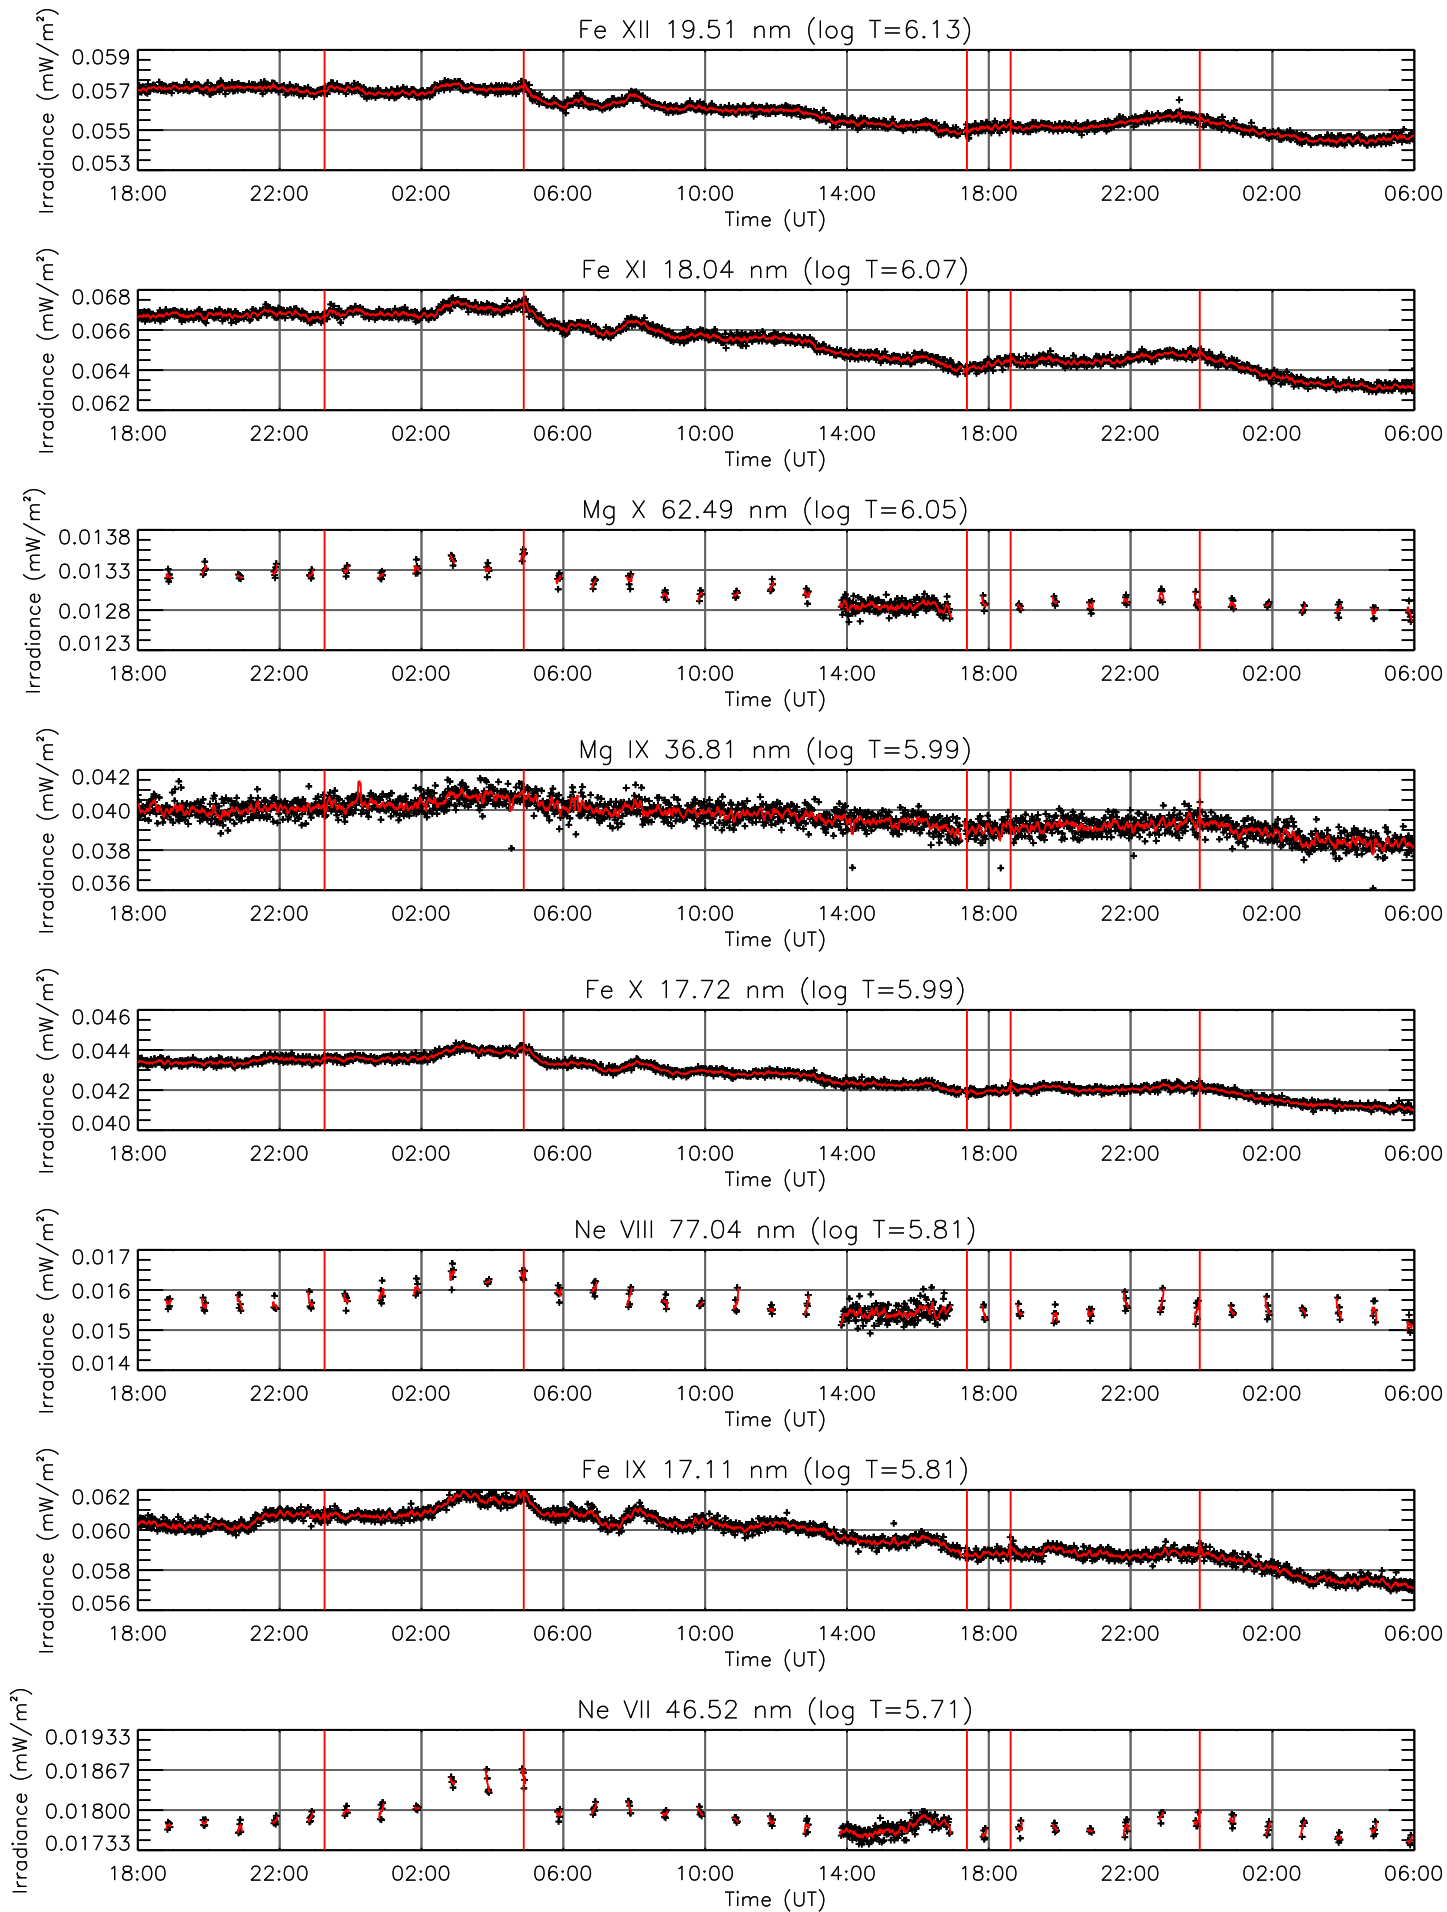 Fe XII 19.51 nm (log T=6.13)
Irradiance (mW/m²)
0.059
0.057
0.055
0.053
18:00 22:00 02:00 06:00 10:00 14:00 18:00 22:00 02:00 06:00
Time (UT)
Fe XI 18.04 nm (log T=6.07)
Irradiance (mW/m²)
0.068
0.066
0.064
0.062
18:00 22:00 02:00 06:00 10:00 14:00 18:00 22:00 02:00 06:00
Time (UT)
Mg X 62.49 nm (log T=6.05)
Irradiance (mW/m²)
0.0138
0.0133
0.0128
0.0123
18:00 22:00 02:00 06:00 10:00 14:00 18:00 22:00 02:00 06:00
Time (UT)
Mg IX 36.81 nm (log T=5.99)
Irradiance (mW/m²)
0.042
0.040
0.038
0.036
18:00 22:00 02:00 06:00 10:00 14:00 18:00 22:00 02:00 06:00
Time (UT)
Fe X 17.72 nm (log T=5.99)
Irradiance (mW/m²)
0.046
0.044
0.042
0.040
18:00 22:00 02:00 06:00 10:00 14:00 18:00 22:00 02:00 06:00
Time (UT)
Ne VIII 77.04 nm (log T=5.81)
Irradiance (mW/m²)
0.017
0.016
0.015
0.014
18:00 22:00 02:00 06:00 10:00 14:00 18:00 22:00 02:00 06:00
Time (UT)
Fe IX 17.11 nm (log T=5.81)
Irradiance (mW/m²)
0.062
0.060
0.058
0.056
18:00 22:00 02:00 06:00 10:00 14:00 18:00 22:00 02:00 06:00
Time (UT)
Ne VII 46.52 nm (log T=5.71)
Irradiance (mW/m²)
0.01933
0.01867
0.01800
0.01733
18:00 22:00 02:00 06:00 10:00 14:00 18:00 22:00 02:00 06:00
Time (UT)